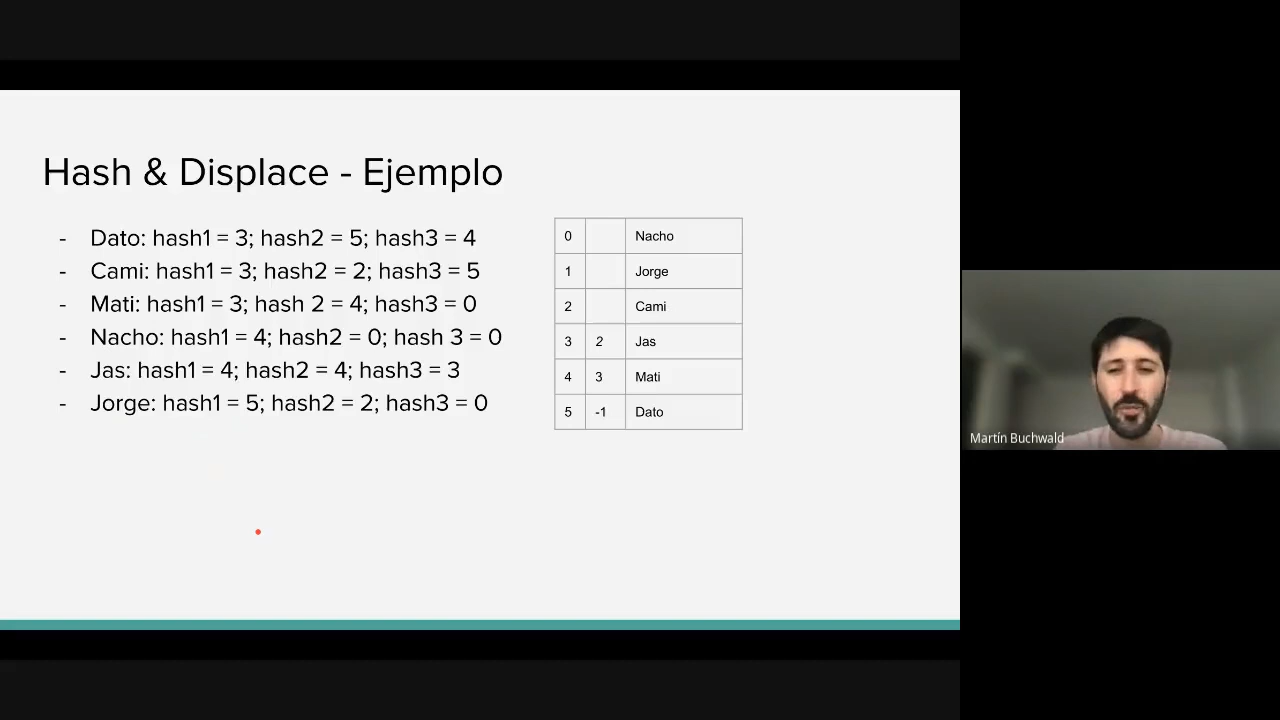 Hash & Displace - Ejemplo
- Dato: hash1 = 3; hash2 = 5; hash3 = 4
- Cami: hash1 = 3; hash2 = 2; hash3 = 5
- Mati: hash1 = 3; hash 2 = 4; hash3 = 0
- Nacho: hash1 = 4; hash2 = 0; hash 3 = 0
- Jas: hash1 = 4; hash2 = 4; hash3 = 3
- Jorge: hash1 = 5; hash2 = 2; hash3 = 0
0 Nacho
1 Jorge
2 Cami
3 2 Jas
4 3 Mati
5 -1 Dato
Martín Buchwald